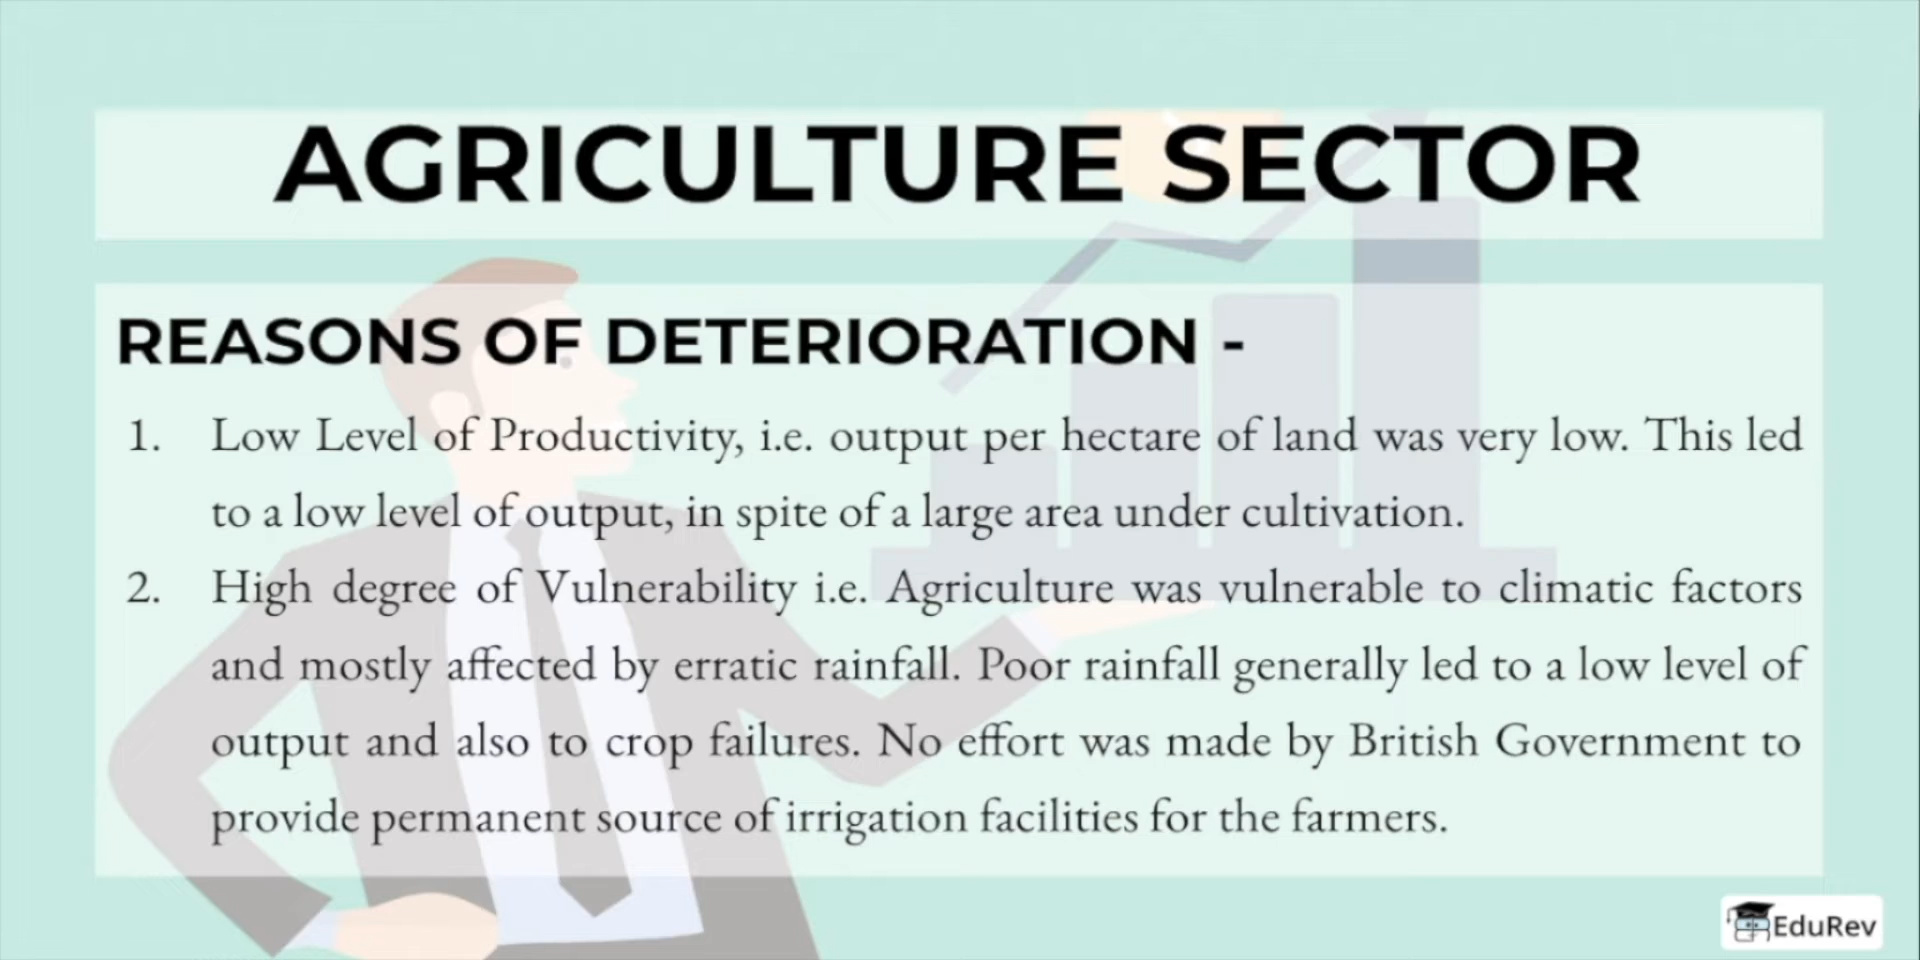 AGRICULTURE SECTOR
REASONS OF DETERIORATION -
1. Low Level of Productivity, i.e. output per hectare of land was very low. This led
to a low level of output, in spite of a large area under cultivation.
2. High degree of Vulnerability i.e. Agriculture was vulnerable to climatic factors
and mostly affected by erratic rainfall. Poor rainfall generally led to a low level of
output and also to crop failures. No effort was made by British Government to
provide permanent source of irrigation facilities for the farmers.
EduRev